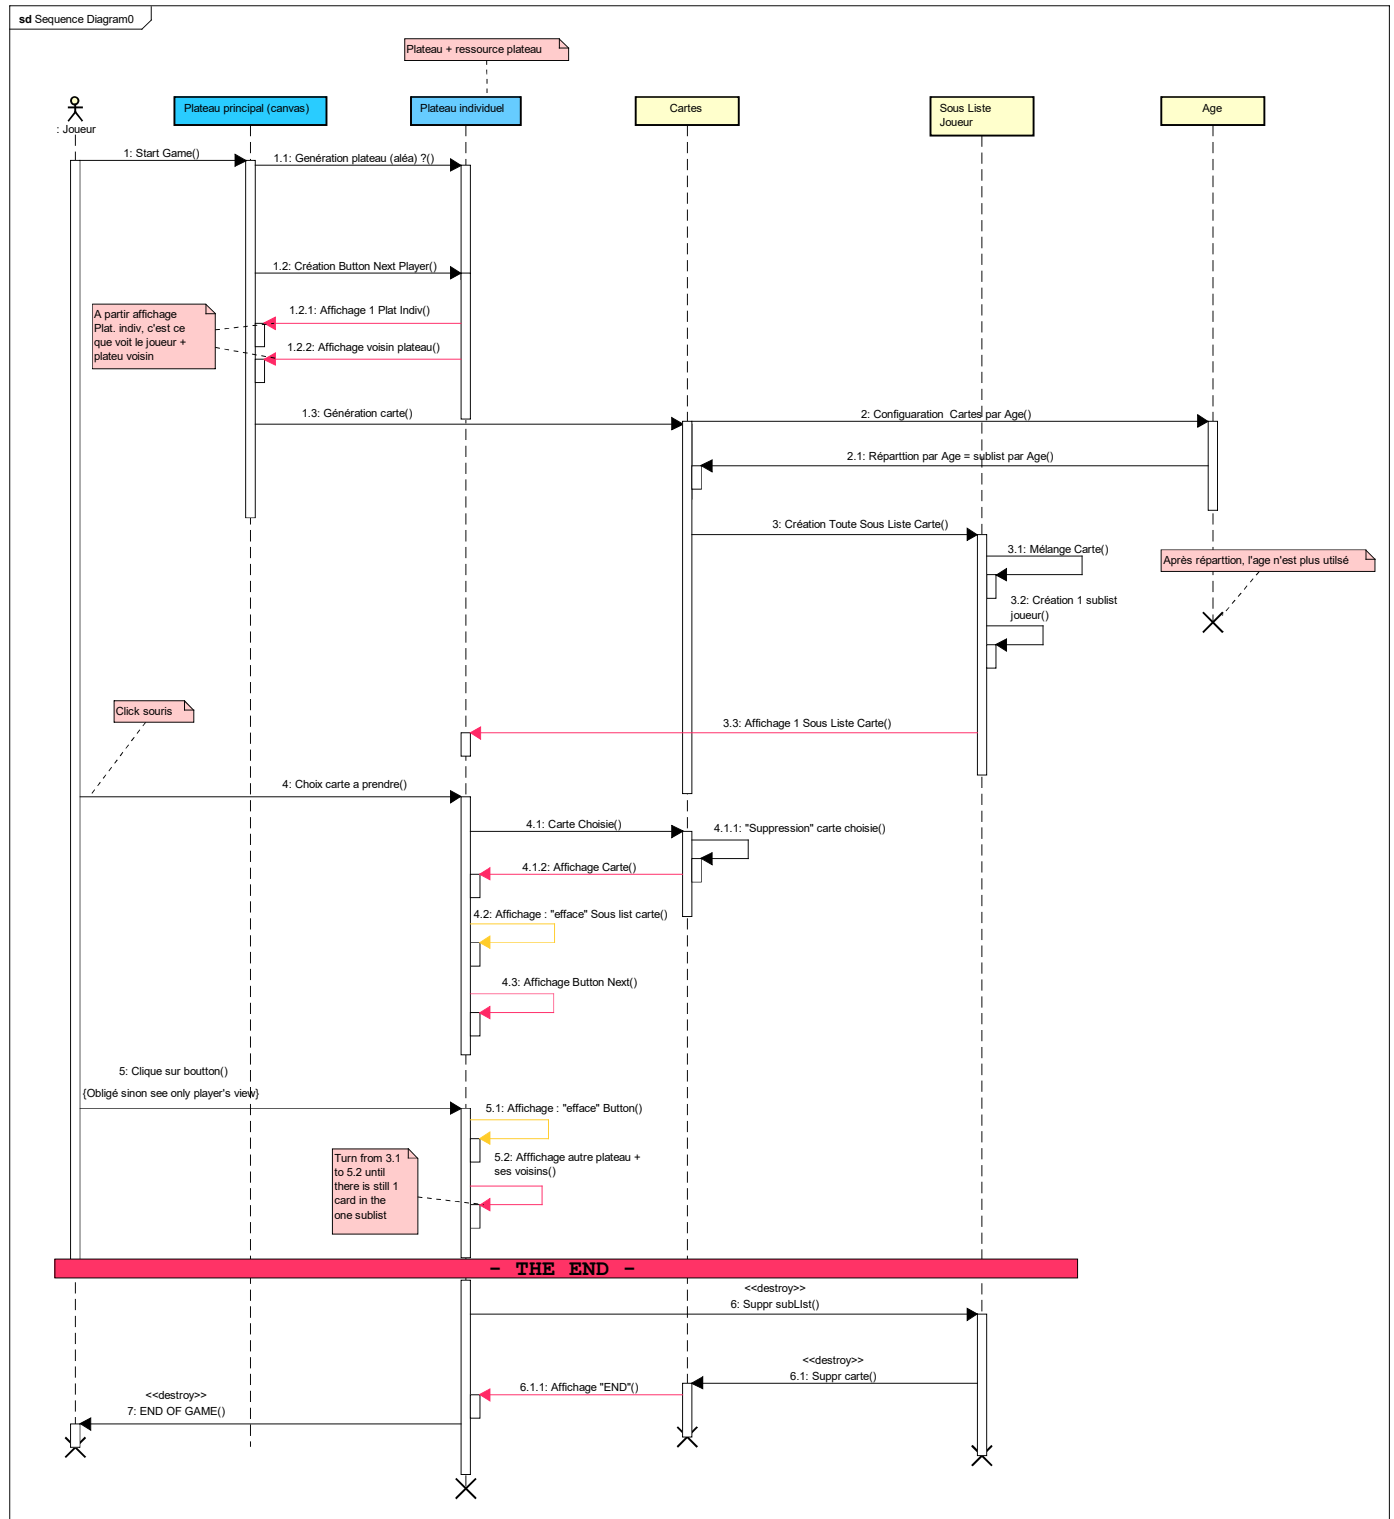 sd Sequence Diagram0
Plateau + ressource plateau
: Joueur
Plateau principal (canvas)
Plateau individuel
Cartes
Sous Liste
Joueur
Age
1: Start Game()
1.1: Genération plateau (aléa) ?()
1.2: Création Button Next Player()
1.2.1: Affichage 1 Plat Indiv()
A partir affichage
Plat. indiv, c'est ce
que voit le joueur +
plateu voisin
1.2.2: Affichage voisin plateau()
1.3: Génération carte()
2: Configuaration  Cartes par Age()
2.1: Réparttion par Age = sublist par Age()
3: Création Toute Sous Liste Carte()
3.1: Mélange Carte()
Après réparttion, l'age n'est plus utilsé
3.2: Création 1 sublist
joueur()
Click souris
3.3: Affichage 1 Sous Liste Carte()
4: Choix carte a prendre()
4.1: Carte Choisie()
4.1.1: "Suppression" carte choisie()
4.1.2: Affichage Carte()
4.2: Affichage : "efface" Sous list carte()
4.3: Affichage Button Next()
5: Clique sur boutton()
{Obligé sinon see only player's view}
5.1: Affichage : "efface" Button()
5.2: Afffichage autre plateau +
ses voisins()
Turn from 3.1
to 5.2 until
there is still 1
card in the
one sublist
- THE END -
<<destroy>>
6: Suppr subLIst()
<<destroy>>
6.1: Suppr carte()
6.1.1: Affichage "END"()
<<destroy>>
7: END OF GAME()